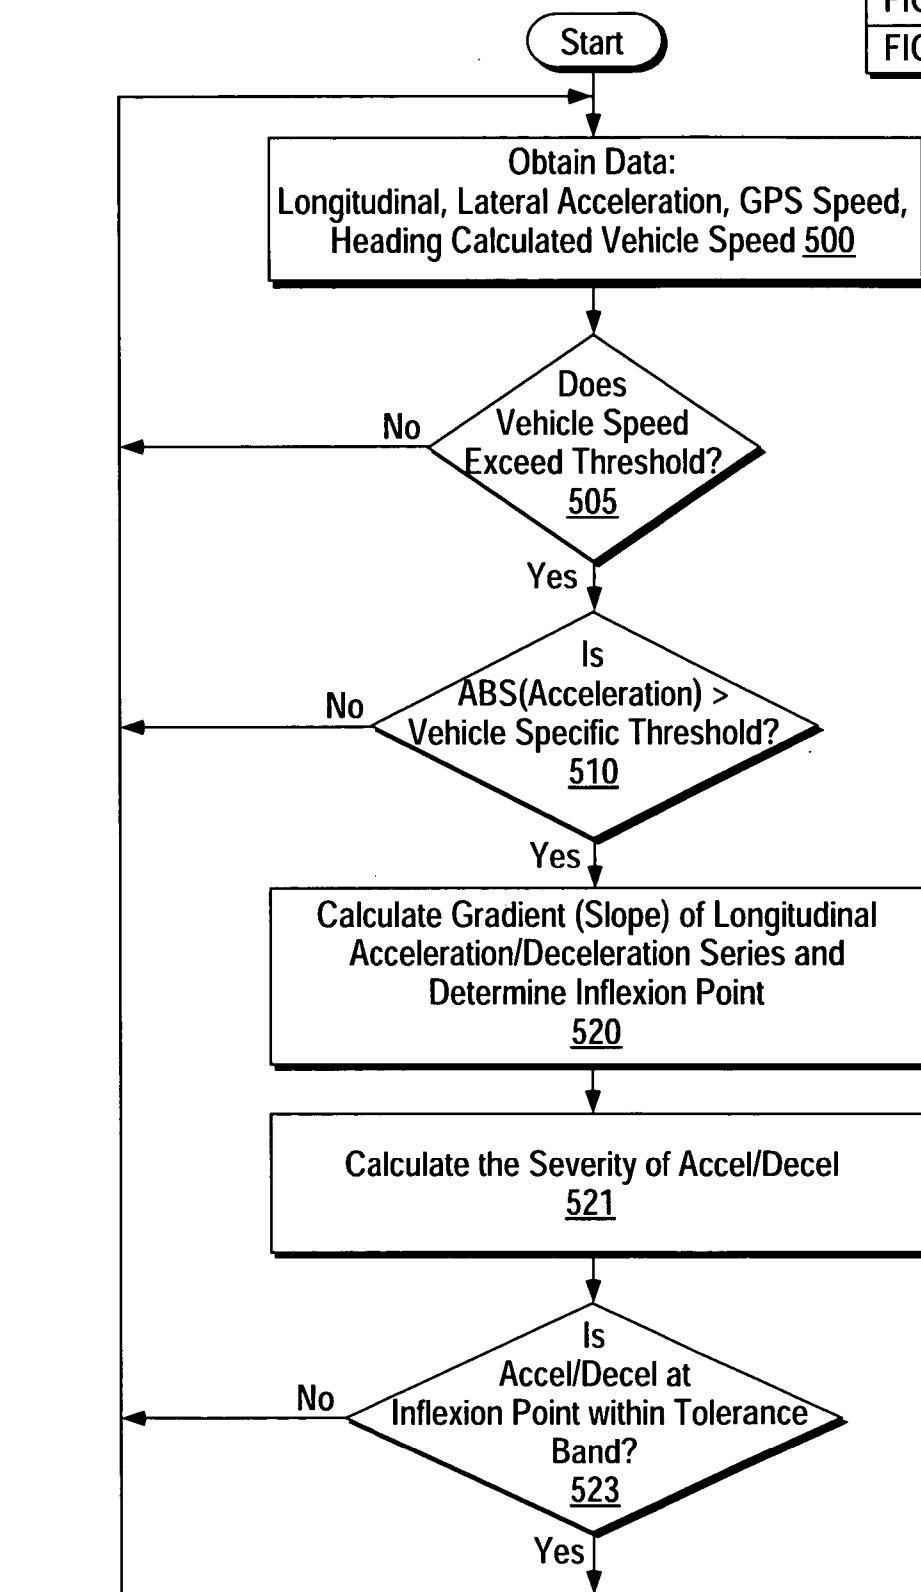 Start
FIG
FIG
Obtain Data:
Longitudinal, Lateral Acceleration, GPS Speed,
Heading Calculated Vehicle Speed 500
Does
Vehicle Speed
Exceed Threshold?
505
No
Yes
Is
ABS(Acceleration) >
Vehicle Specific Threshold?
510
No
Yes
Calculate Gradient (Slope) of Longitudinal
Acceleration/Deceleration Series and
Determine Inflexion Point
520
Calculate the Severity of Accel/Decel
521
Is
Accel/Decel at
Inflexion Point within Tolerance
Band?
523
No
Yes